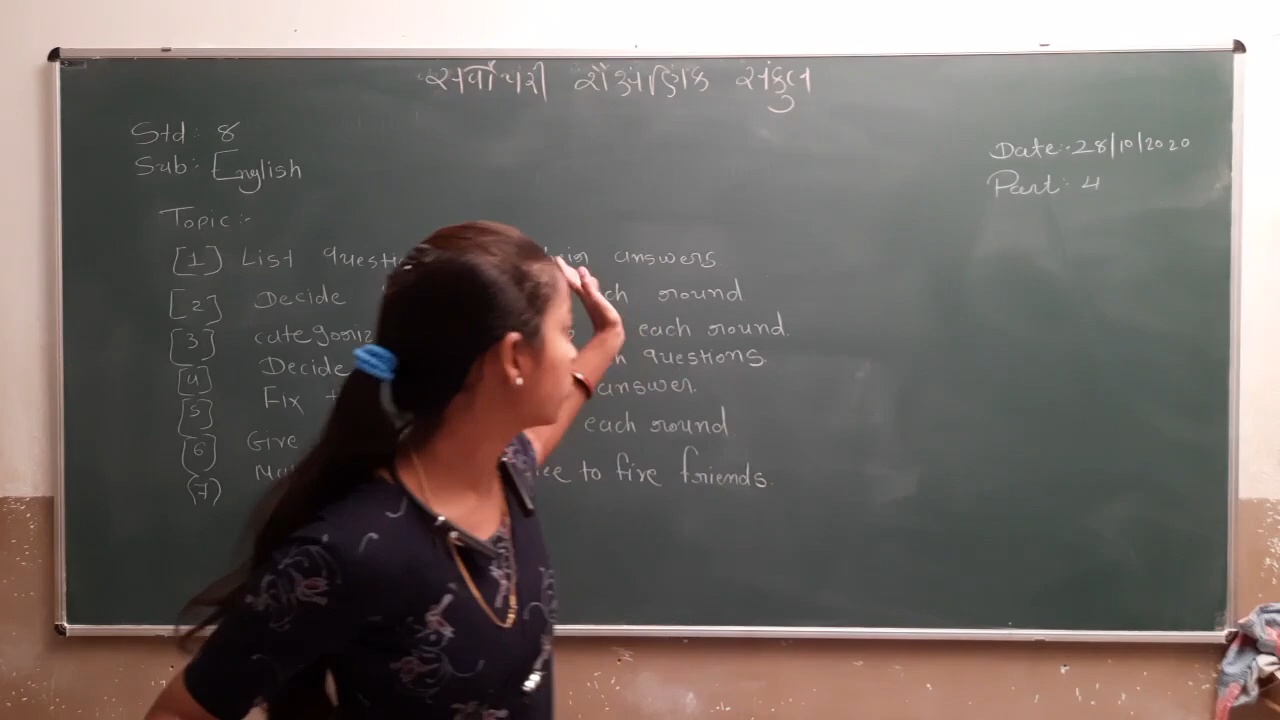 સર્વોપરી શૈક્ષણિક સંકુલ
Std: 8
Sub: English
Date:-28/10/2020
Part: 4
Topic:-
[1] List questi answers
[2] Decide ch round
[3] categoriz each round.
[4] Decide questions.
[5] Fix answer.
[6] Give each round
(7) ee to five friends.